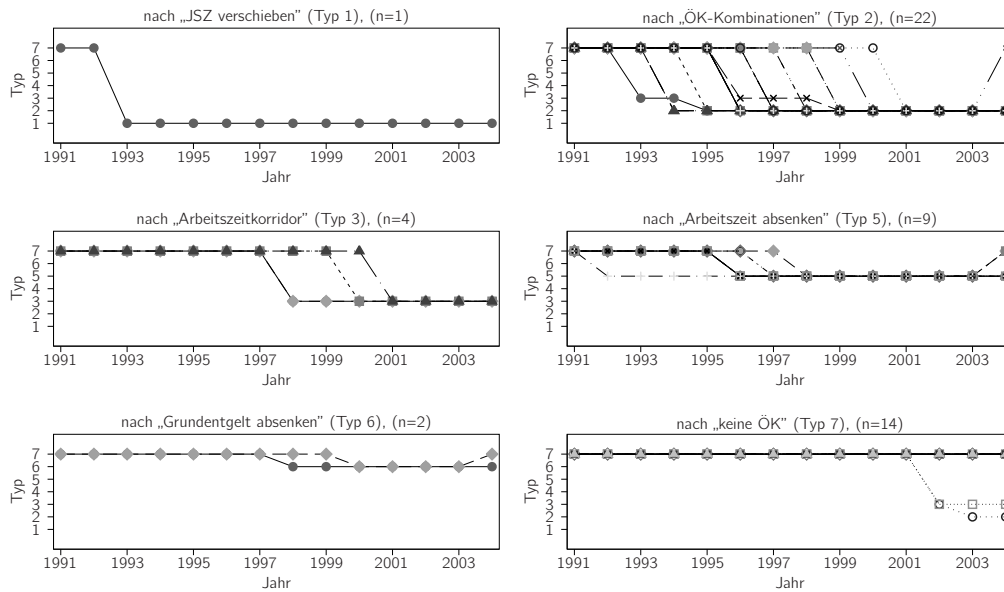 nach „JSZ verschieben” (Typ 1), (n=1)
Typ
7
6
5
4
3
2
1
1991 1993 1995 1997 1999 2001 2003
Jahr
nach „ÖK-Kombinationen” (Typ 2), (n=22)
Typ
7
6
5
4
3
2
1
1991 1993 1995 1997 1999 2001 2003
Jahr
nach „Arbeitszeitkorridor” (Typ 3), (n=4)
Typ
7
6
5
4
3
2
1
1991 1993 1995 1997 1999 2001 2003
Jahr
nach „Arbeitszeit absenken” (Typ 5), (n=9)
Typ
7
6
5
4
3
2
1
1991 1993 1995 1997 1999 2001 2003
Jahr
nach „Grundentgelt absenken” (Typ 6), (n=2)
Typ
7
6
5
4
3
2
1
1991 1993 1995 1997 1999 2001 2003
Jahr
nach „keine ÖK” (Typ 7), (n=14)
Typ
7
6
5
4
3
2
1
1991 1993 1995 1997 1999 2001 2003
Jahr